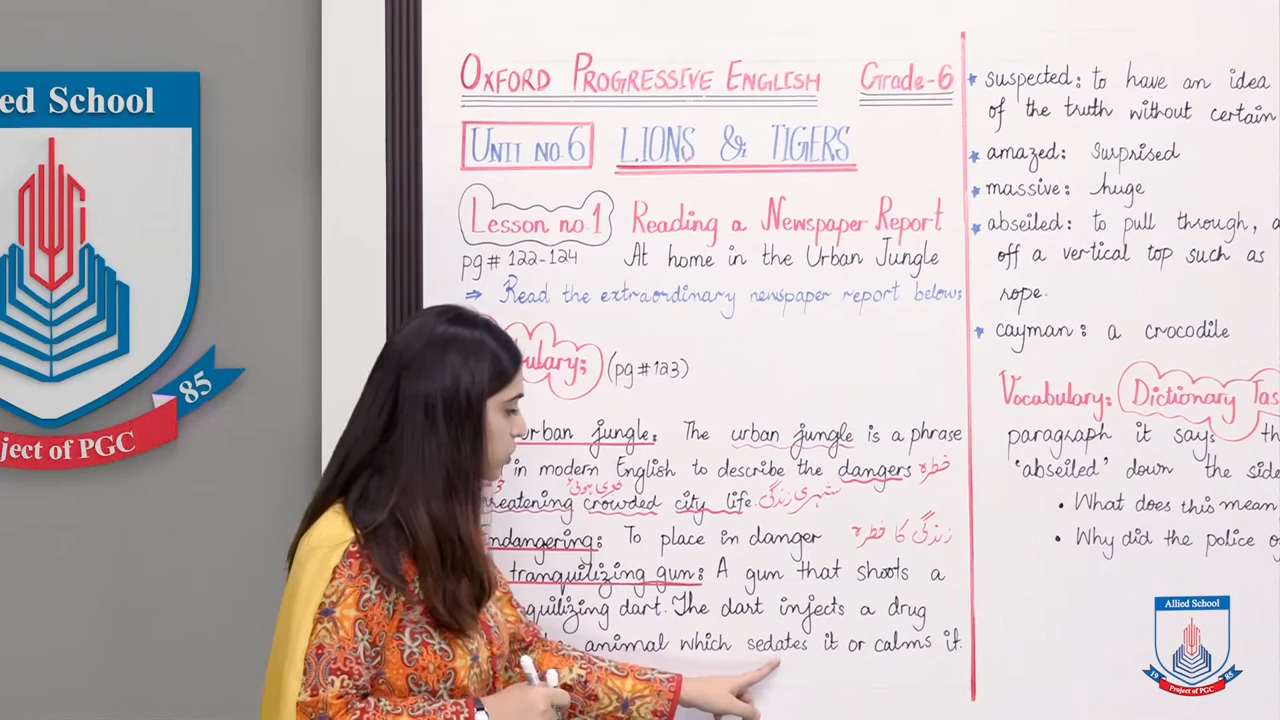 ed School
ject of PGC
85
OXFORD PROGRESSIVE ENGLISH Grade-6
UNIT NO.6 LIONS & TIGERS
Lesson no.1 Reading a Newspaper Report
pg# 122-124 At home in the Urban Jungle
⇒ Read the extraordinary newspaper report below:
bulary; (pg#123)
urban jungle: The urban jungle is a phrase
in modern English to describe the dangers خطرہ
reatening crowded city life. شہری زندگی
ndangering: To place in danger زندگی کا خطرہ
tranquilizing gun: A gun that shoots a
quilizing dart. The dart injects a drug
animal which sedates it or calms it.
★ suspected: to have an idea
of the truth without certain
★ amazed: surprised
★ massive: huge
★ abseiled: to pull through, a
off a vertical top such as
rope.
★ cayman: a crocodile
Vocabulary: Dictionary Tas
paragraph it says th
'abseiled' down the side
• What does this mean
• Why did the police o
Allied School
19 85
Project of PGC